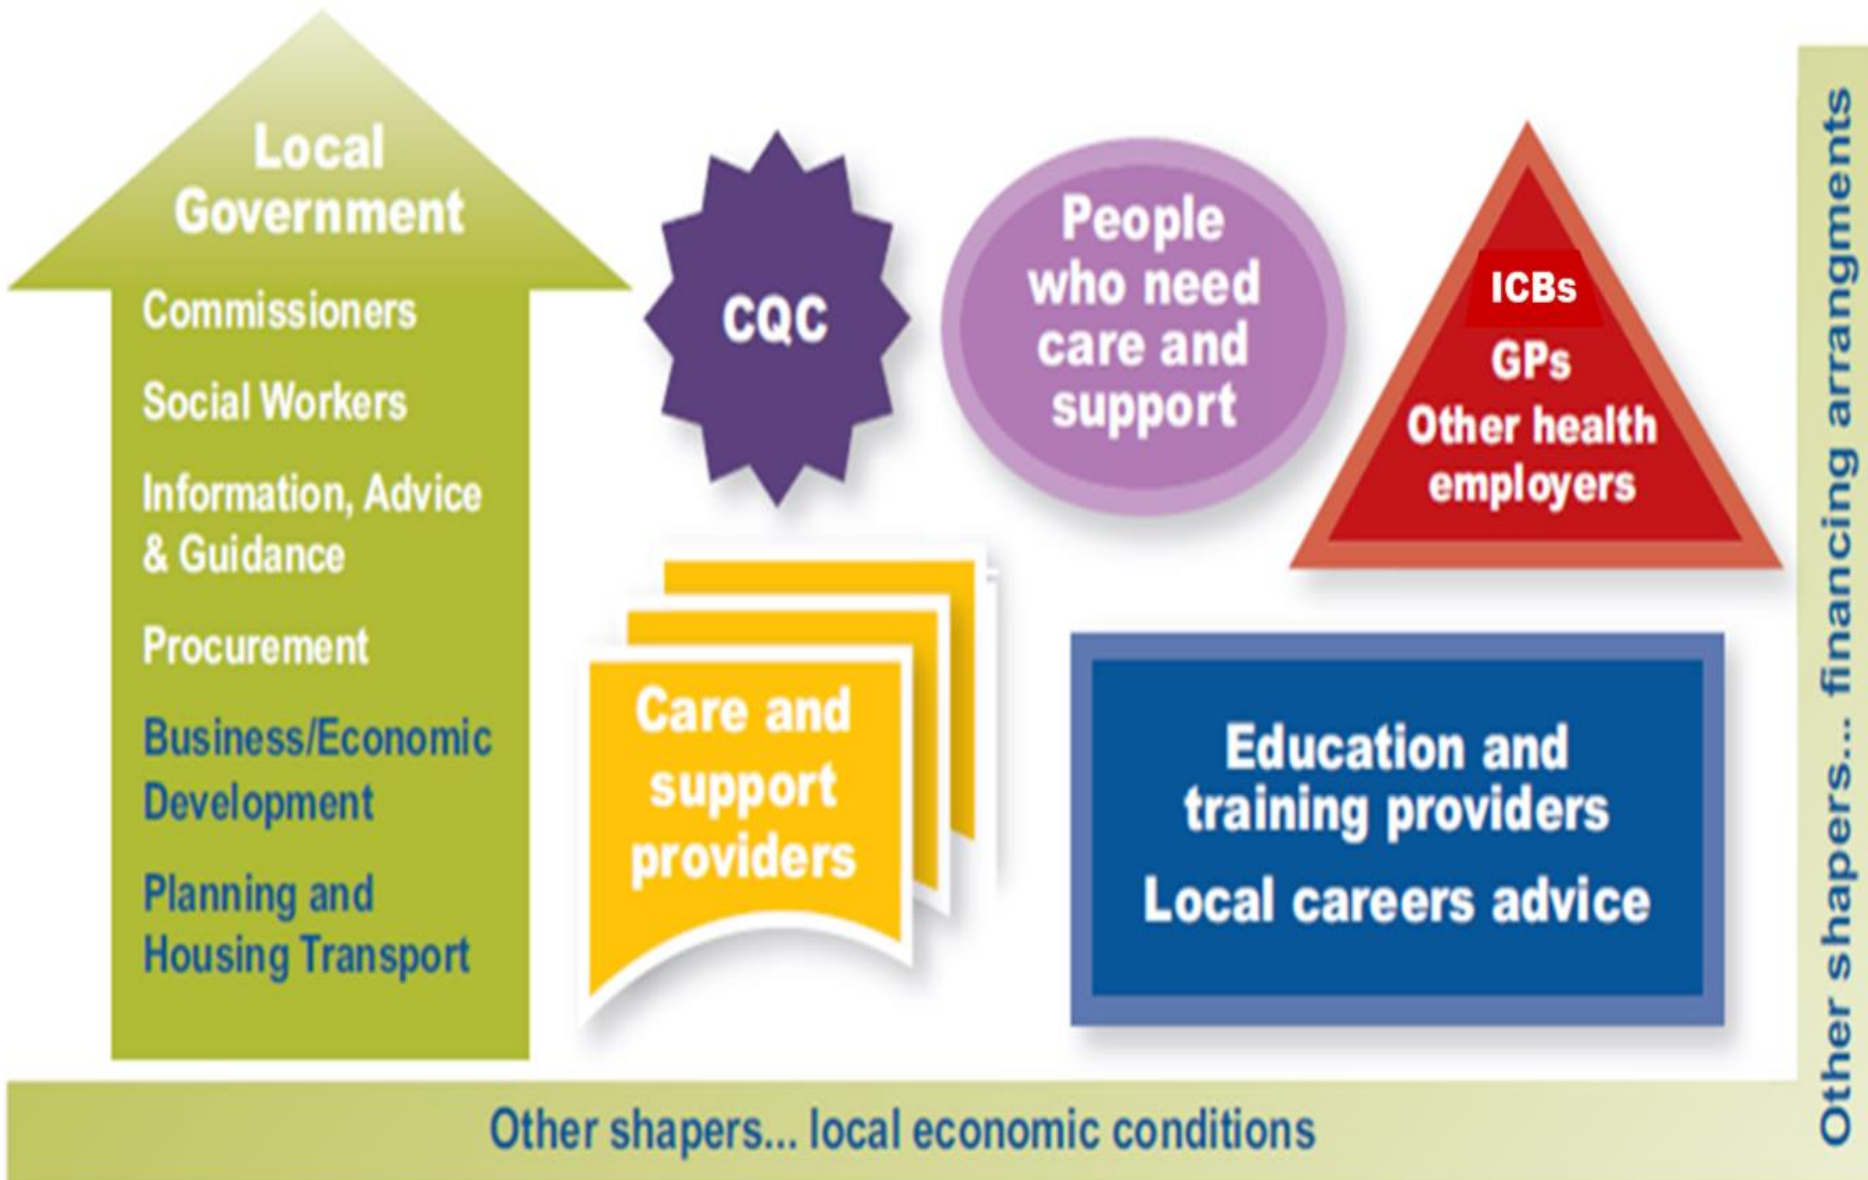 Local
Government
Commissioners
Social Workers
Information, Advice
& Guidance
Procurement
Business/Economic
Development
Planning and
Housing Transport
CQC
People
who need
care and
support
ICBs
GPs
Other health
employers
Care and
support
providers
Education and
training providers
Local careers advice
Other shapers... local economic conditions
Other shapers... financing arrangments